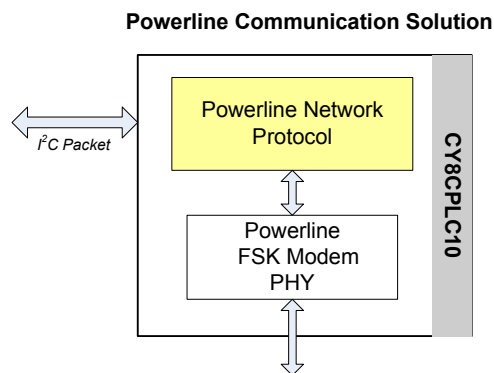 Powerline Communication Solution
Powerline Network
Protocol
I²C Packet
Powerline
FSK Modem
PHY
CY8CPLC10